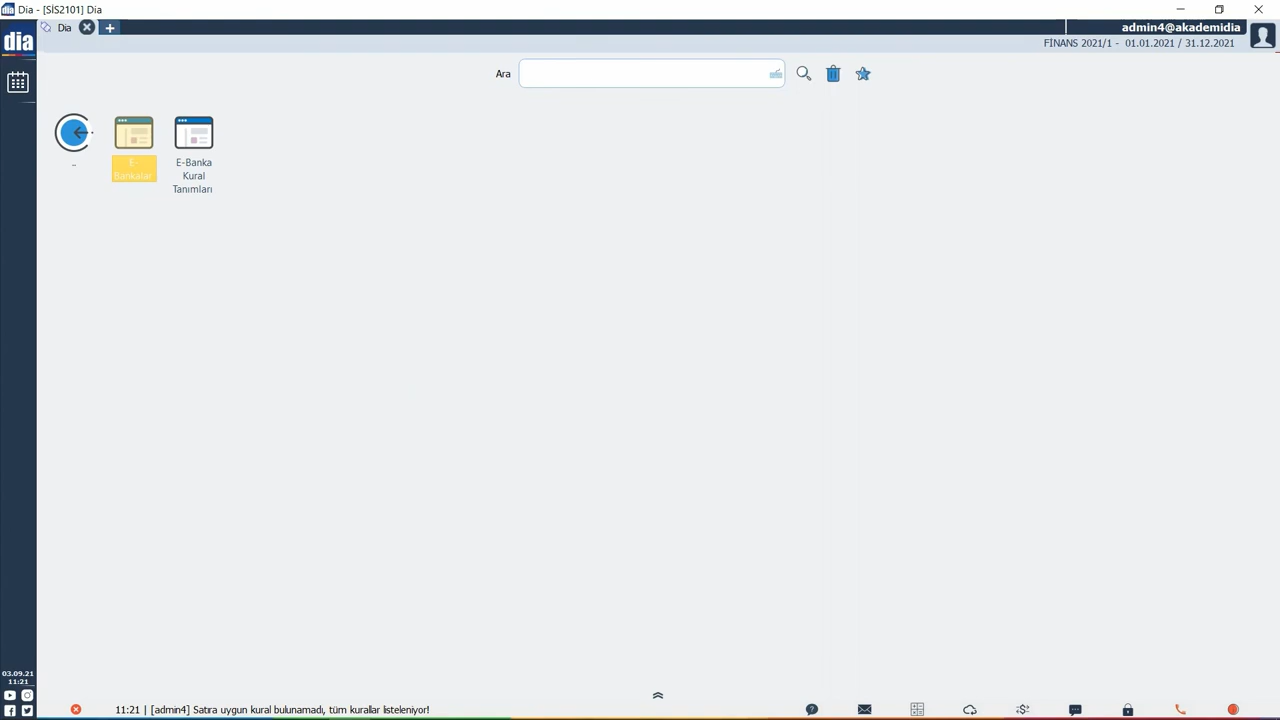 Dia - [SİS2101] Dia
dia
Dia
admin4@akademidia
FİNANS 2021/1 - 01.01.2021 / 31.12.2021
Ara
..
E-
Bankalar
E-Banka
Kural
Tanımları
03.09.21
11:21
11:21 | [admin4] Satıra uygun kural bulunamadı, tüm kurallar listeleniyor!